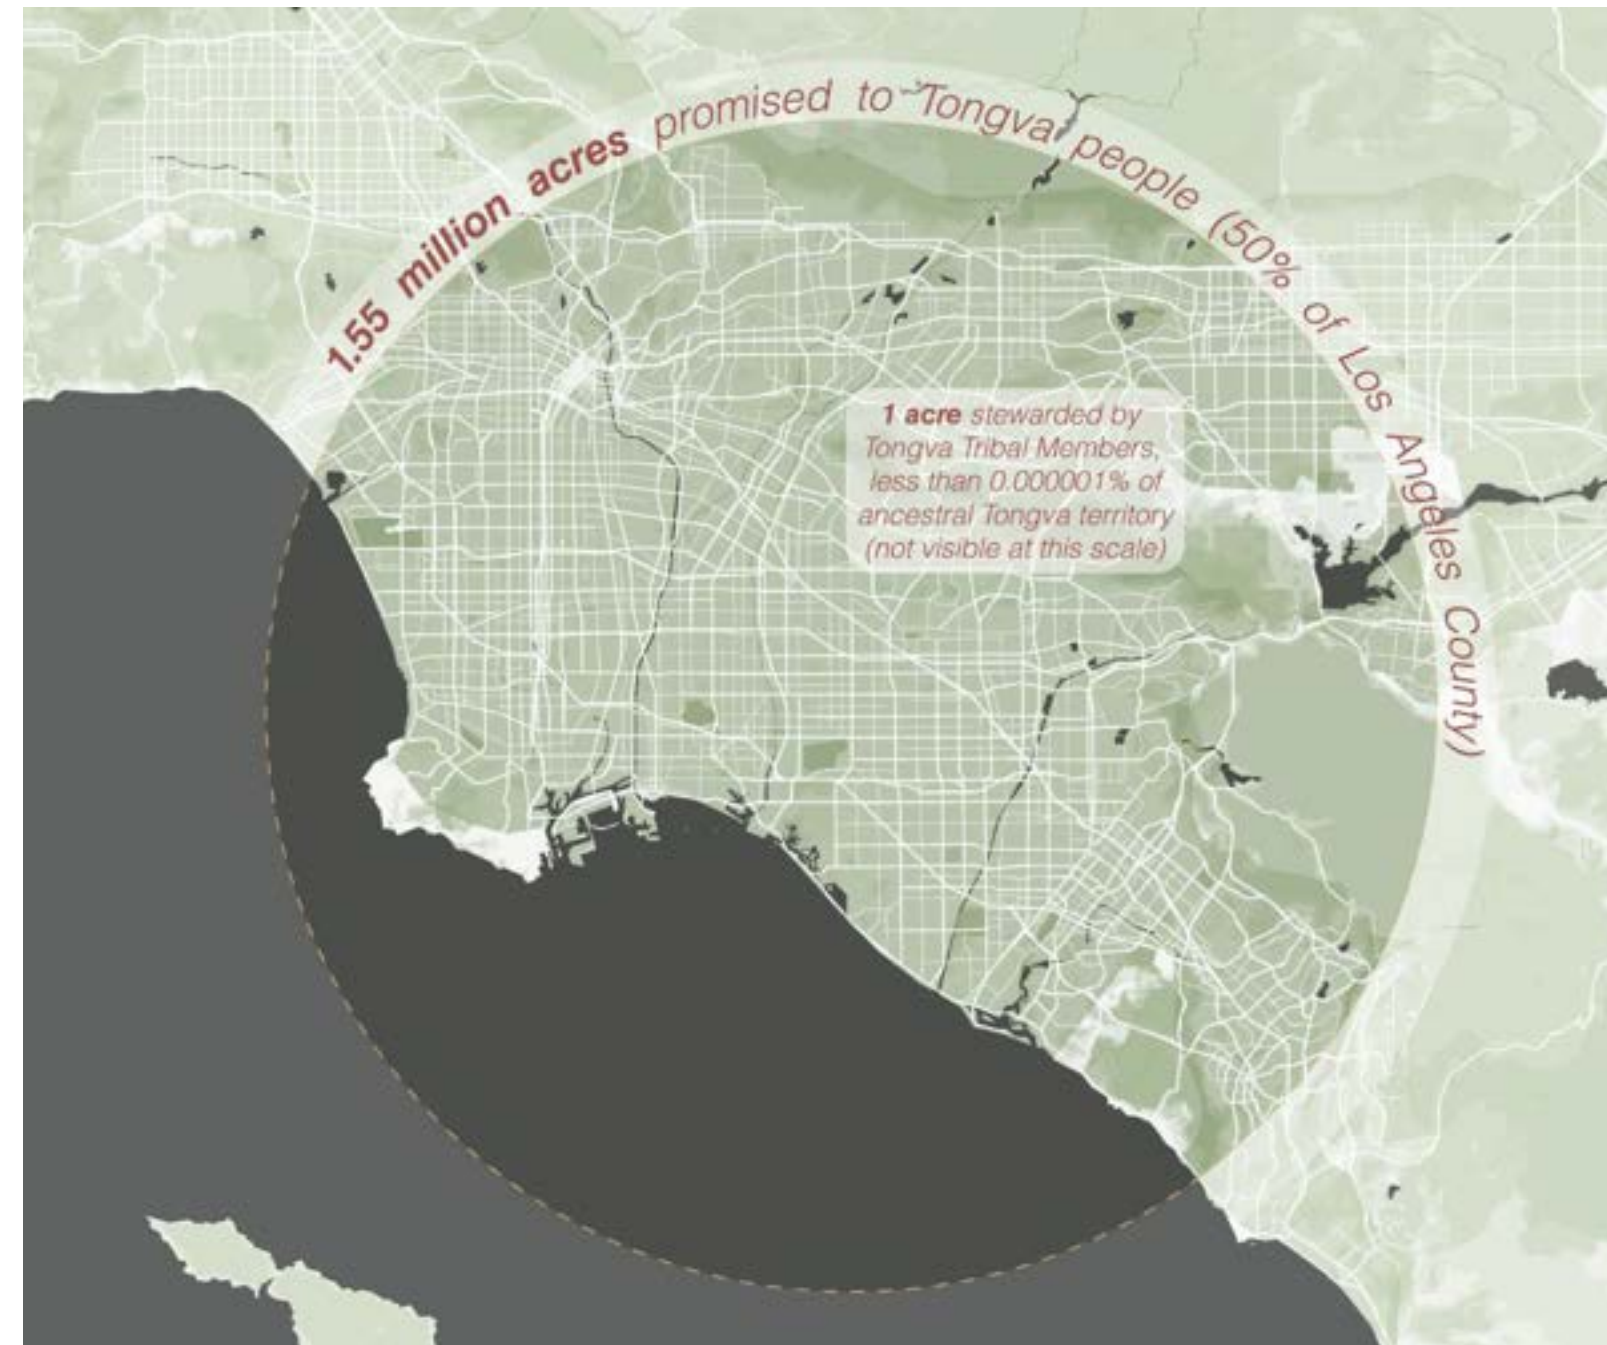 1.55 million acres promised to Tongva people (50% of Los Angeles County)
1 acre stewarded by
Tongva Tribal Members,
less than 0.000001% of
ancestral Tongva territory
(not visible at this scale)